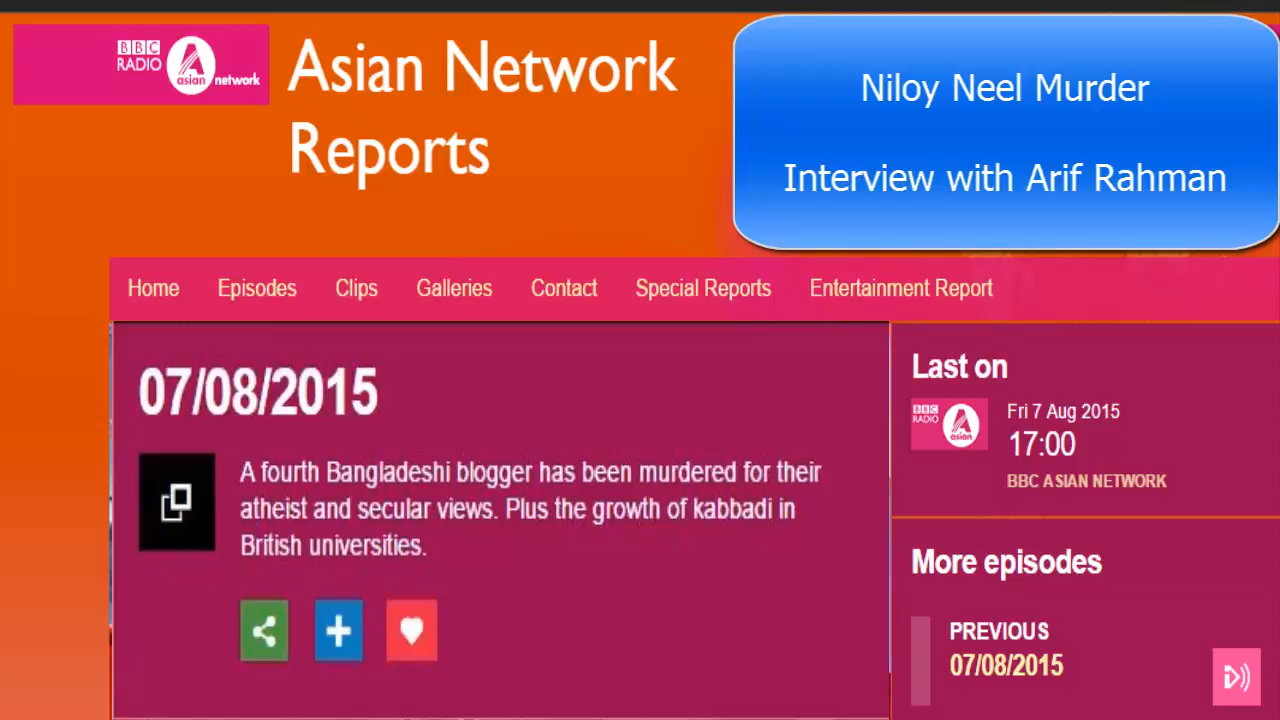 BBC
RADIO
asian network
Asian Network
Reports
Niloy Neel Murder
Interview with Arif Rahman
Home Episodes Clips Galleries Contact Special Reports Entertainment Report
07/08/2015
A fourth Bangladeshi blogger has been murdered for their
atheist and secular views. Plus the growth of kabbadi in
British universities.
Last on
BBC
RADIO
asian
Fri 7 Aug 2015
17:00
BBC ASIAN NETWORK
More episodes
PREVIOUS
07/08/2015